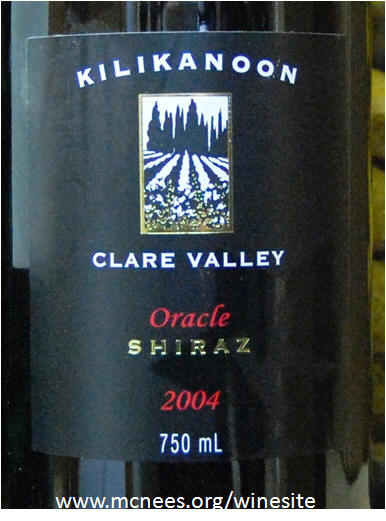 KILIKANOON
CLARE VALLEY
Oracle
SHIRAZ
2004
750 mL
www.mcnees.org/winesite